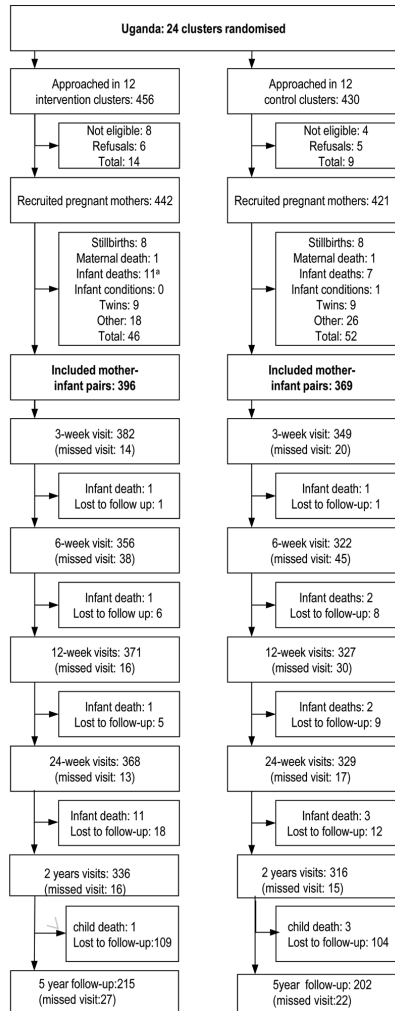 Uganda: 24 clusters randomised
Approached in 12
intervention clusters: 456
Approached in 12
control clusters: 430
Not eligible: 8
Refusals: 6
Total: 14
Not eligible: 4
Refusals: 5
Total: 9
Recruited pregnant mothers: 442
Recruited pregnant mothers: 421
Stillbirths: 8
Maternal death: 1
Infant deaths: 11ª
Infant conditions: 0
Twins: 9
Other: 18
Total: 46
Stillbirths: 8
Maternal death: 1
Infant deaths: 7
Infant conditions: 1
Twins: 9
Other: 26
Total: 52
Included mother-
infant pairs: 396
Included mother-
infant pairs: 369
3-week visit: 382
(missed visit: 14)
3-week visit: 349
(missed visit: 20)
Infant death: 1
Lost to follow up: 1
Infant death: 1
Lost to follow-up: 1
6-week visit: 356
(missed visit: 38)
6-week visit: 322
(missed visit: 45)
Infant death: 1
Lost to follow up: 6
Infant deaths: 2
Lost to follow-up: 8
12-week visits: 371
(missed visit: 16)
12-week visits: 327
(missed visit: 30)
Infant death: 1
Lost to follow-up: 5
Infant deaths: 2
Lost to follow-up: 9
24-week visits: 368
(missed visit: 13)
24-week visits: 329
(missed visit: 17)
Infant death: 11
Lost to follow-up: 18
Infant death: 3
Lost to follow-up: 12
2 years visits: 336
(missed visit: 16)
2 years visits: 316
(missed visit: 15)
child death: 1
Lost to follow-up:109
child death: 3
Lost to follow-up: 104
5 year follow-up:215
(missed visit:27)
5year follow-up: 202
(missed visit:22)